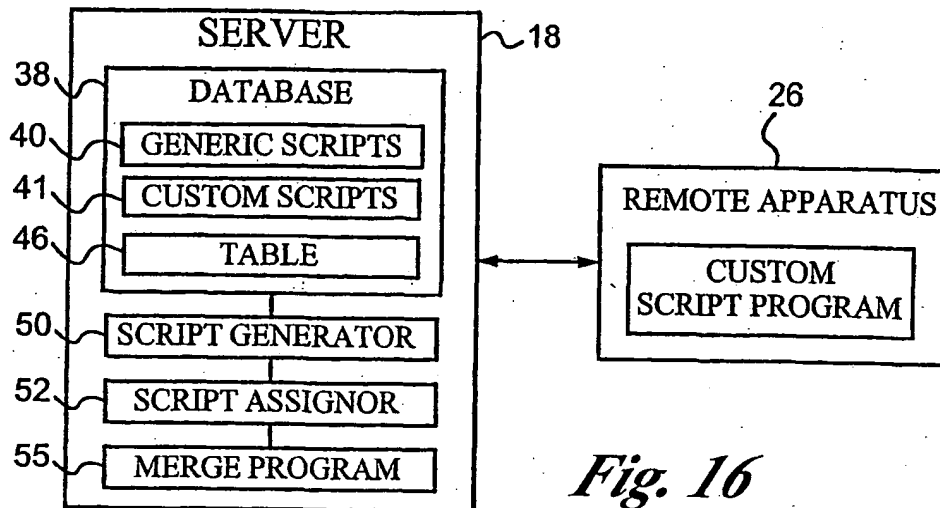 SERVER
18
38
DATABASE
40
GENERIC SCRIPTS
41
CUSTOM SCRIPTS
46
TABLE
50
SCRIPT GENERATOR
52
SCRIPT ASSIGNOR
55
MERGE PROGRAM
26
REMOTE APPARATUS
CUSTOM
SCRIPT PROGRAM
Fig. 16